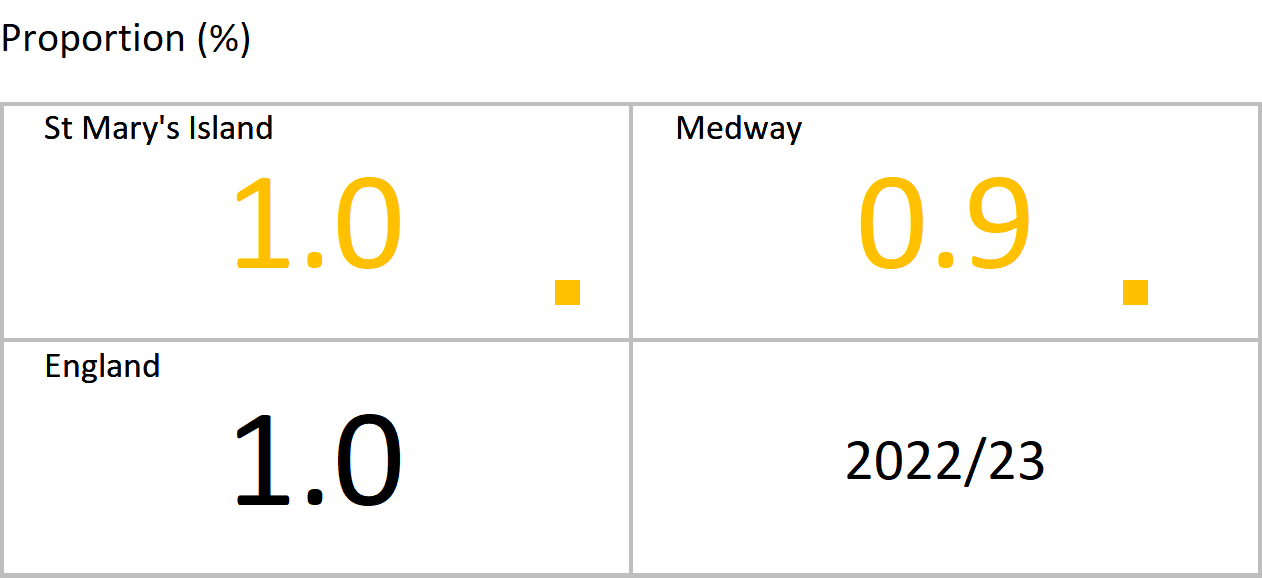 Proportion (%)
St Mary's Island
1.0
Medway
0.9
England
1.0
2022/23